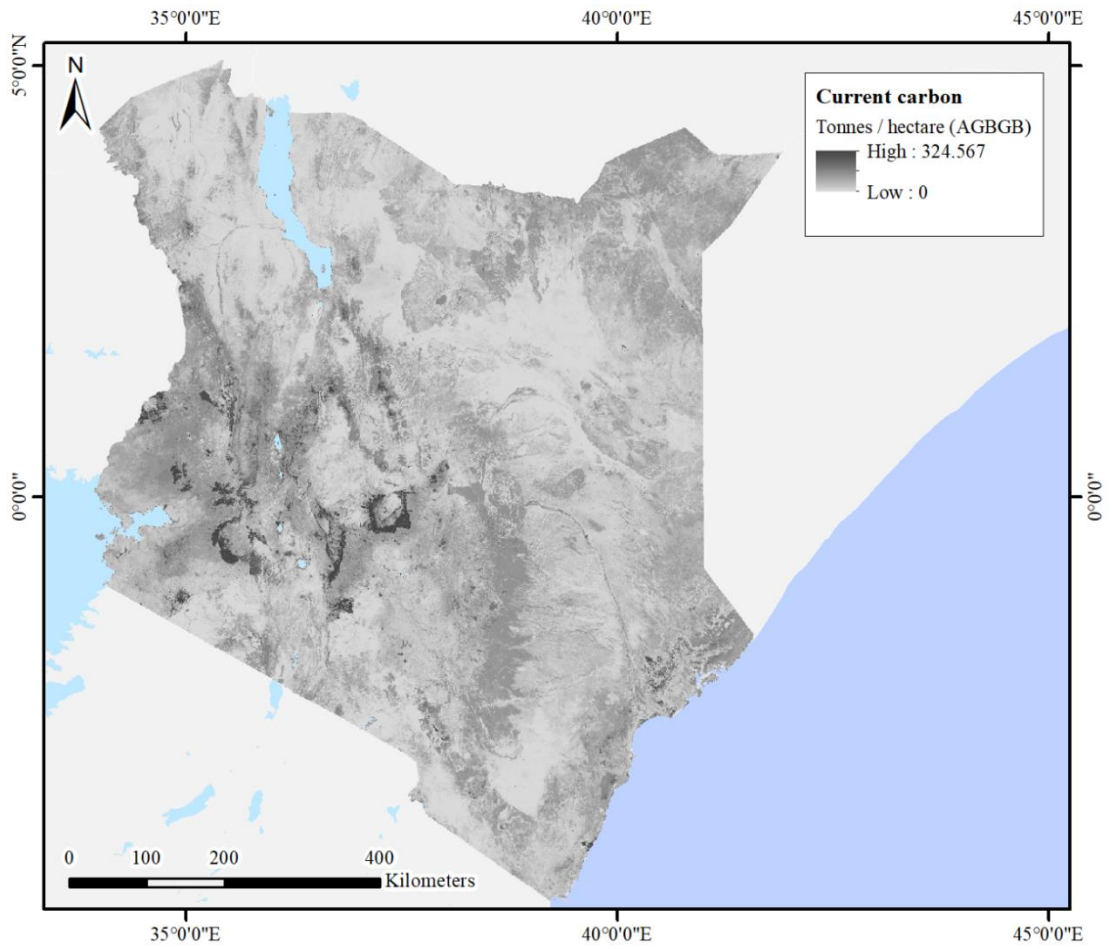 35°0'0"E 40°0'0"E 45°0'0"E
5°0'0"N
N
Current carbon
Tonnes / hectare (AGBGB)
High : 324.567
Low : 0
0°0'0" 0°0'0"
0 100 200 400
Kilometers
35°0'0"E 40°0'0"E 45°0'0"E